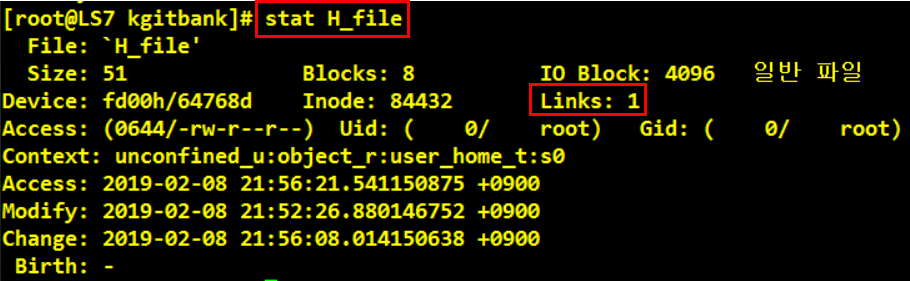 [root@LS7 kgitbank]# stat H_file
File: `H_file'
Size: 51 Blocks: 8 IO Block: 4096 일반 파일
Device: fd00h/64768d Inode: 84432 Links: 1
Access: (0644/-rw-r--r--) Uid: ( 0/ root) Gid: ( 0/ root)
Context: unconfined_u:object_r:user_home_t:s0
Access: 2019-02-08 21:56:21.541150875 +0900
Modify: 2019-02-08 21:52:26.880146752 +0900
Change: 2019-02-08 21:56:08.014150638 +0900
Birth: -